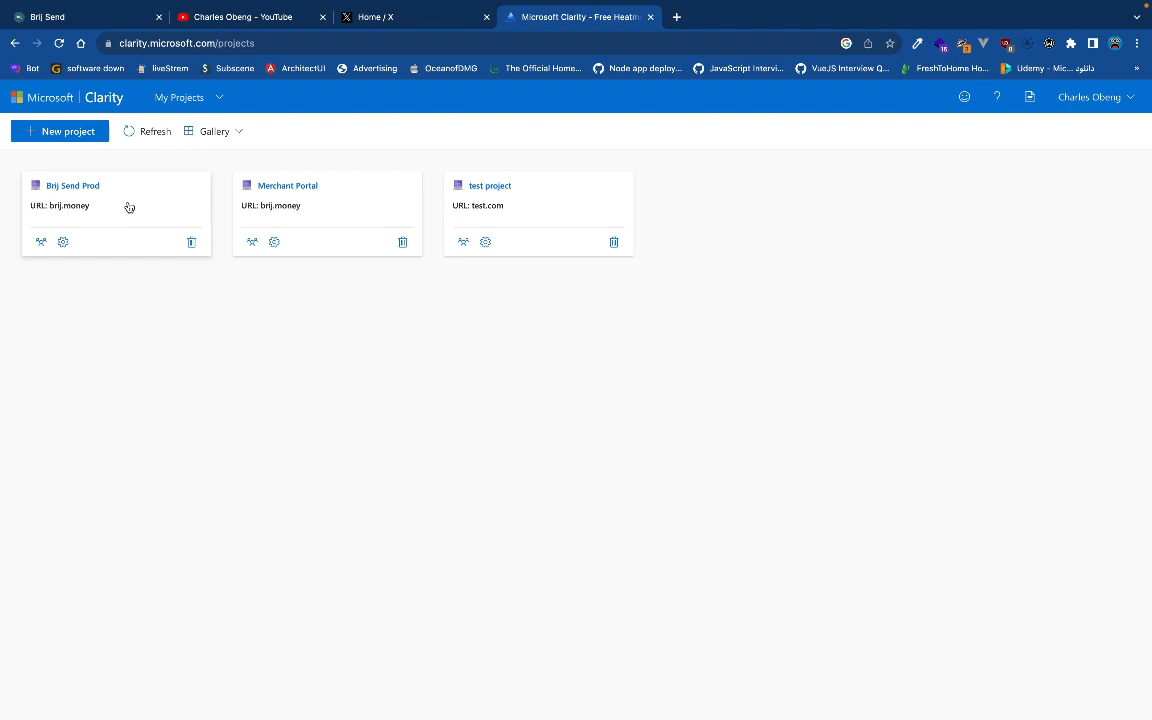 Brij Send
Charles Obeng - YouTube
Home / X
Microsoft Clarity - Free Heatm
clarity.microsoft.com/projects
Bot
software down
liveStrem
Subscene
ArchitectUI
Advertising
OceanofDMG
The Official Home...
Node app deploy...
JavaScript Intervi...
VueJS Interview Q...
FreshToHome Ho...
Udemy - Mic... دانلود
»
Microsoft
Clarity
My Projects
?
Charles Obeng
New project
Refresh
Gallery
Brij Send Prod
URL: brij.money
Merchant Portal
URL: brij.money
test project
URL: test.com